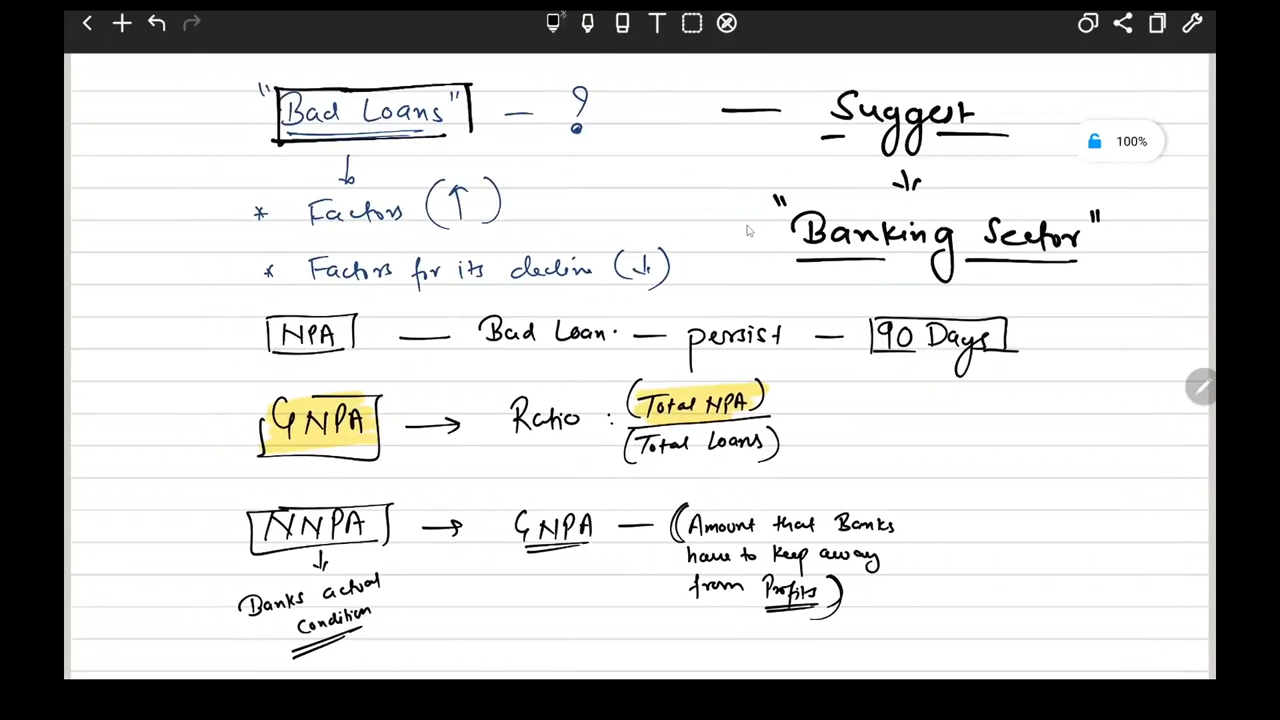 "Bad Loans" — ?
— Suggest
"Banking Sector"
* Factors (↑)
* Factors for its decline (↓)
NPA — Bad Loan. — persist — 90 Days
GNPA → Ratio : (Total NPA)
(Total Loans)
NNPA → GNPA — (Amount that Banks
have to keep away
from Profits)
Banks actual
condition
100%
T